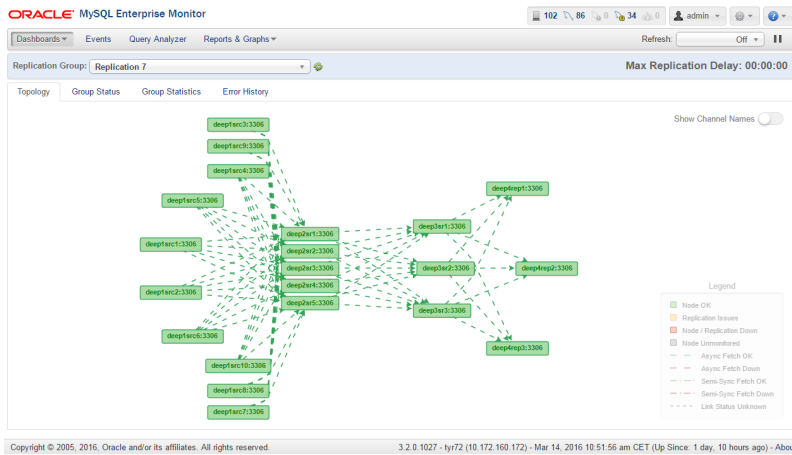 ORACLE MySQL Enterprise Monitor
102 86 0 34 0 admin
Dashboards Events Query Analyzer Reports & Graphs Refresh: Off
Replication Group: Replication 7 Max Replication Delay: 00:00:00
Topology Group Status Group Statistics Error History
Show Channel Names
deep1src3:3306
deep1src9:3306
deep1src4:3306
deep1src5:3306
deep1src1:3306
deep1src2:3306
deep1src6:3306
deep1src10:3306
deep1src8:3306
deep1src7:3306
deep2sr1:3306
deep2sr2:3306
deep2sr3:3306
deep2sr4:3306
deep2sr5:3306
deep3sr1:3306
deep3sr2:3306
deep3sr3:3306
deep4rep1:3306
deep4rep2:3306
deep4rep3:3306
Legend
Node OK
Replication Issues
Node / Replication Down
Node Unmonitored
Async Fetch OK
Async Fetch Down
Semi-Sync Fetch OK
Semi-Sync Fetch Down
Link Status Unknown
Copyright © 2005, 2016, Oracle and/or its affiliates. All rights reserved. 3.2.0.1027 - tyr72 (10.172.160.172) - Mar 14, 2016 10:51:56 am CET (Up Since: 1 day, 10 hours ago) - Abou